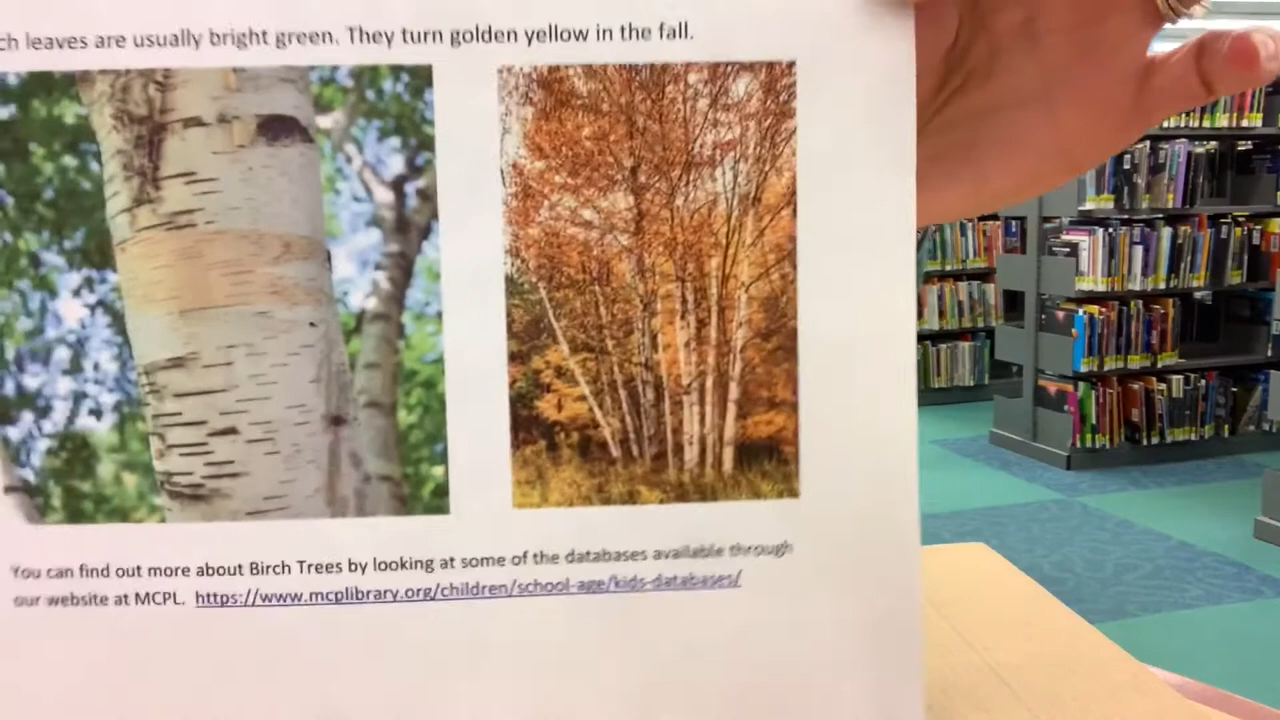 ch leaves are usually bright green. They turn golden yellow in the fall.
You can find out more about Birch Trees by looking at some of the databases available through
our website at MCPL. https://www.mcplibrary.org/children/school-age/kids-databases/